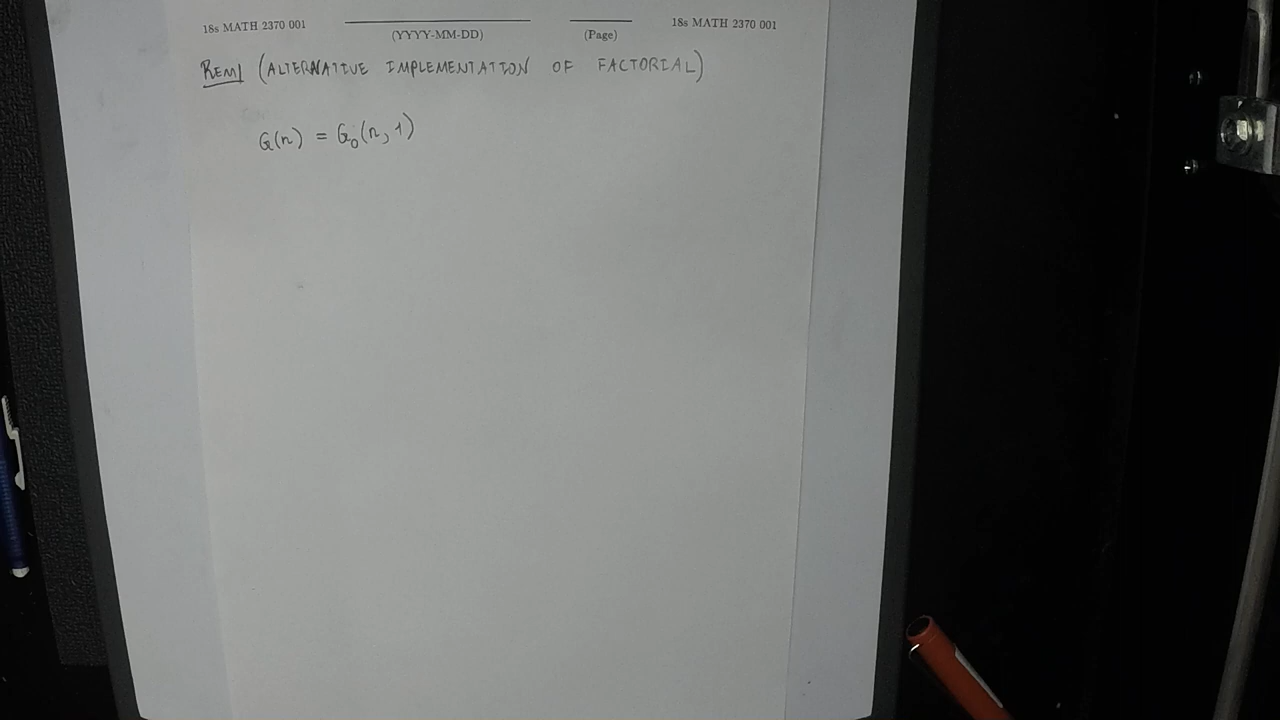 18s MATH 2370 001 (YYYY-MM-DD) (Page) 18s MATH 2370 001
REM (ALTERNATIVE IMPLEMENTATION OF FACTORIAL)
G(n) = G₀(n, 1)